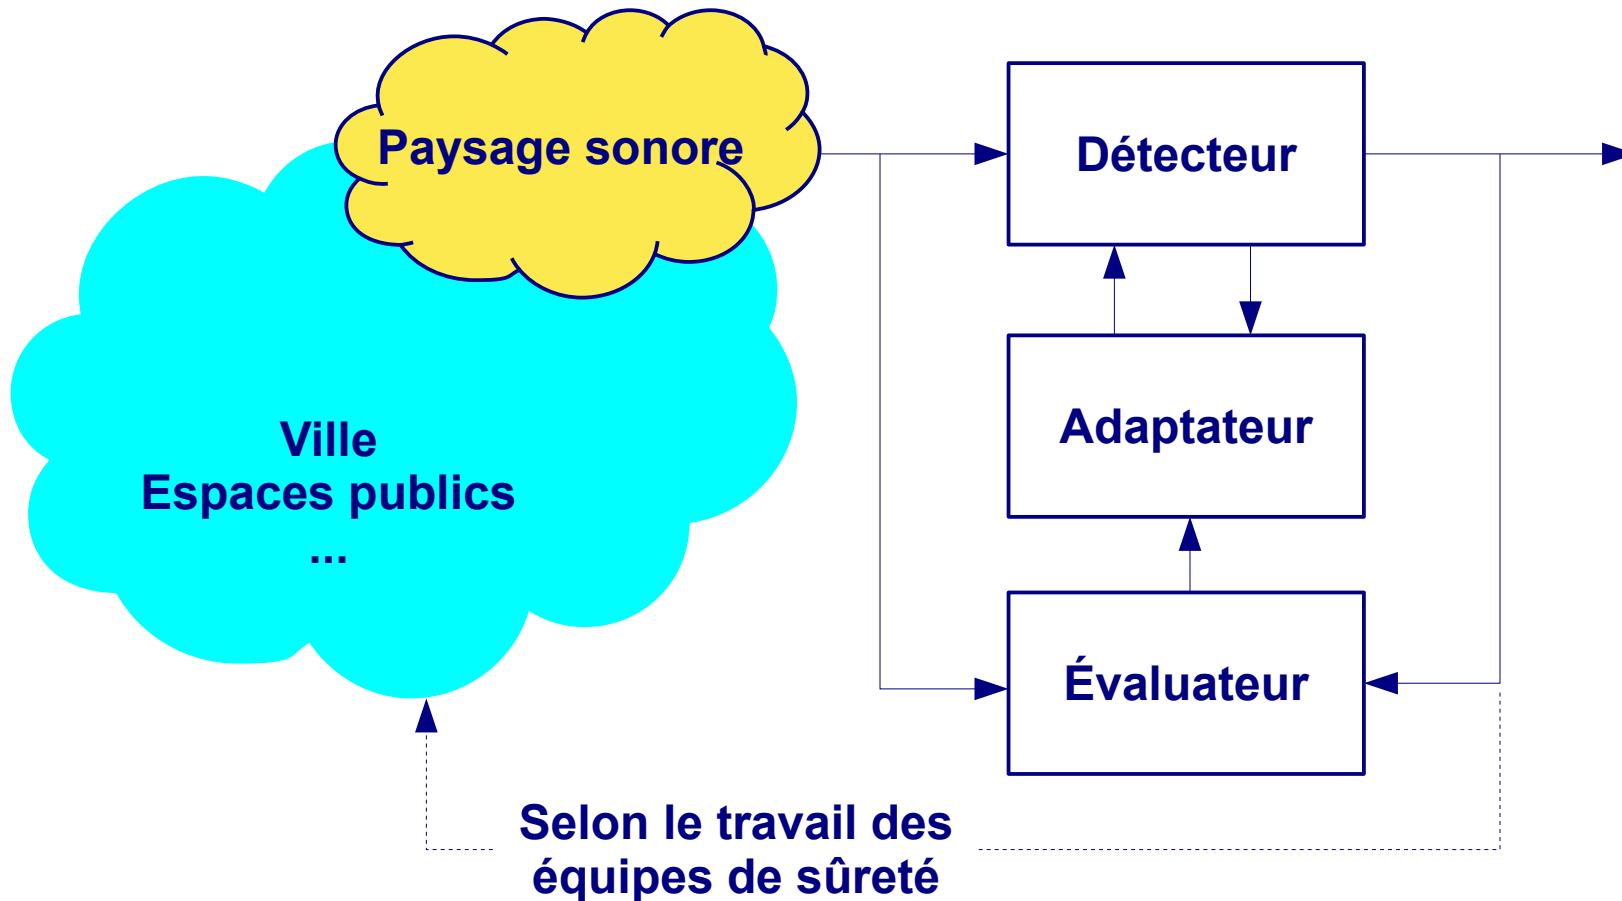 Paysage sonore
Détecteur
Adaptateur
Ville
Espaces publics
...
Évaluateur
Selon le travail des
équipes de sûreté